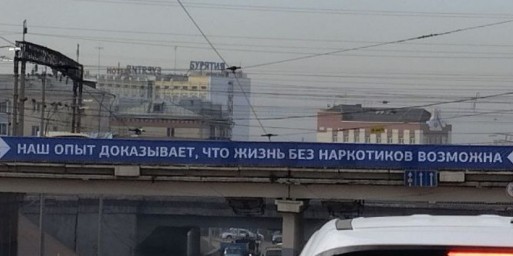 БУРЯТИЯ
НАШ ОПЫТ ДОКАЗЫВАЕТ, ЧТО ЖИЗНЬ БЕЗ НАРКОТИКОВ ВОЗМОЖНА